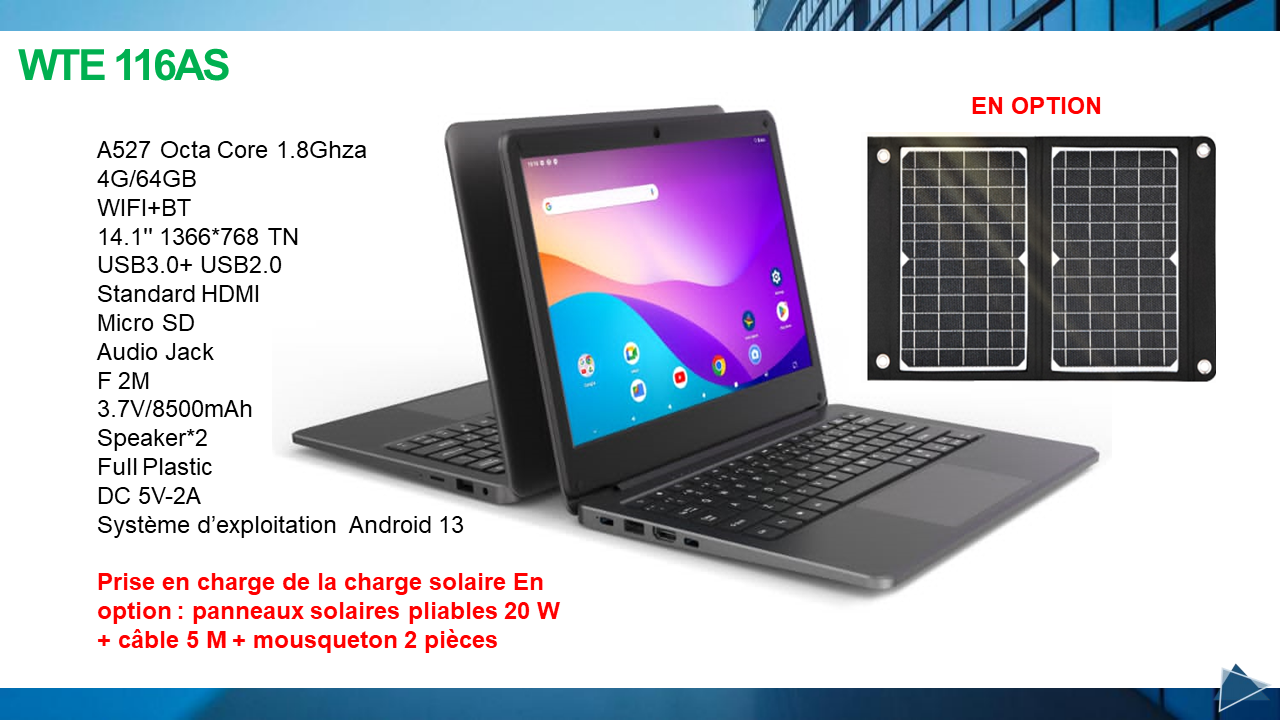 WTE 116AS
EN OPTION
A527 Octa Core 1.8Ghza
4G/64GB
WIFI+BT
14.1" 1366*768 TN
USB3.0+ USB2.0
Standard HDMI
Micro SD
Audio Jack
F 2M
3.7V/8500mAh
Speaker*2
Full Plastic
DC 5V-2A
Système d’exploitation Android 13
Prise en charge de la charge solaire En
option : panneaux solaires pliables 20 W
+ câble 5 M + mousqueton 2 pièces